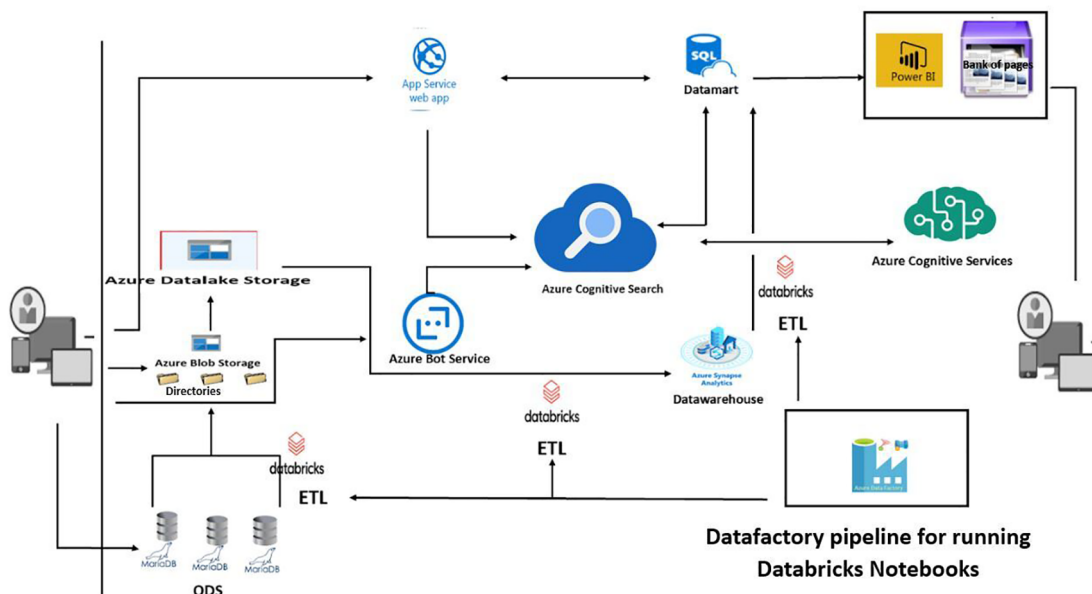 App Service
web app
SQL
Datamart
Power BI
Bank of pages
Azure Datalake Storage
Azure Cognitive Search
Azure Cognitive Services
databricks
ETL
Azure Blob Storage
Directories
Azure Bot Service
Azure Synapse
Analytics
Datawarehouse
databricks
ETL
databricks
ETL
Azure Data Factory
MariaDB
MariaDB
MariaDB
ODS
Datafactory pipeline for running
Databricks Notebooks